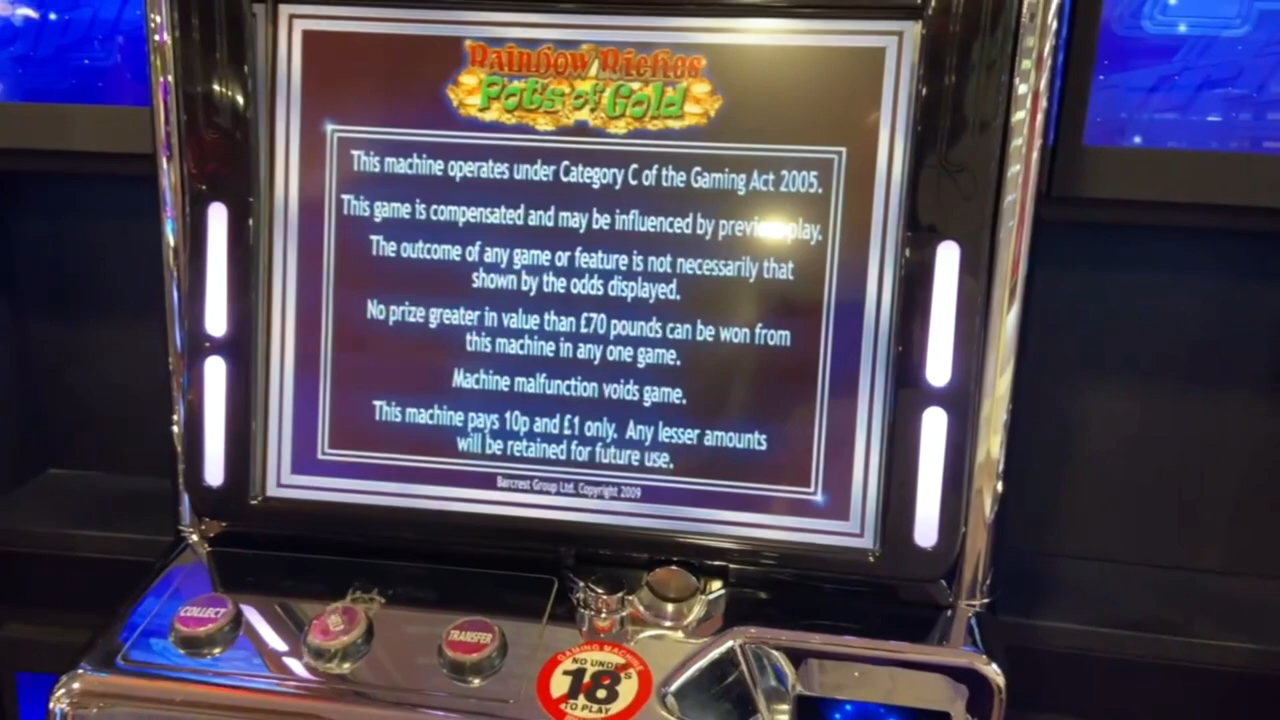 Rainbow Riches
Pots of Gold
This machine operates under Category C of the Gaming Act 2005.
This game is compensated and may be influenced by previous play.
The outcome of any game or feature is not necessarily that
shown by the odds displayed.
No prize greater in value than £70 pounds can be won from
this machine in any one game.
Machine malfunction voids game.
This machine pays 10p and £1 only. Any lesser amounts
will be retained for future use.
Barcrest Group Ltd. Copyright 2009
COLLECT
TRANSFER
GAMING MACHINE
NO UNDER
18
TO PLAY